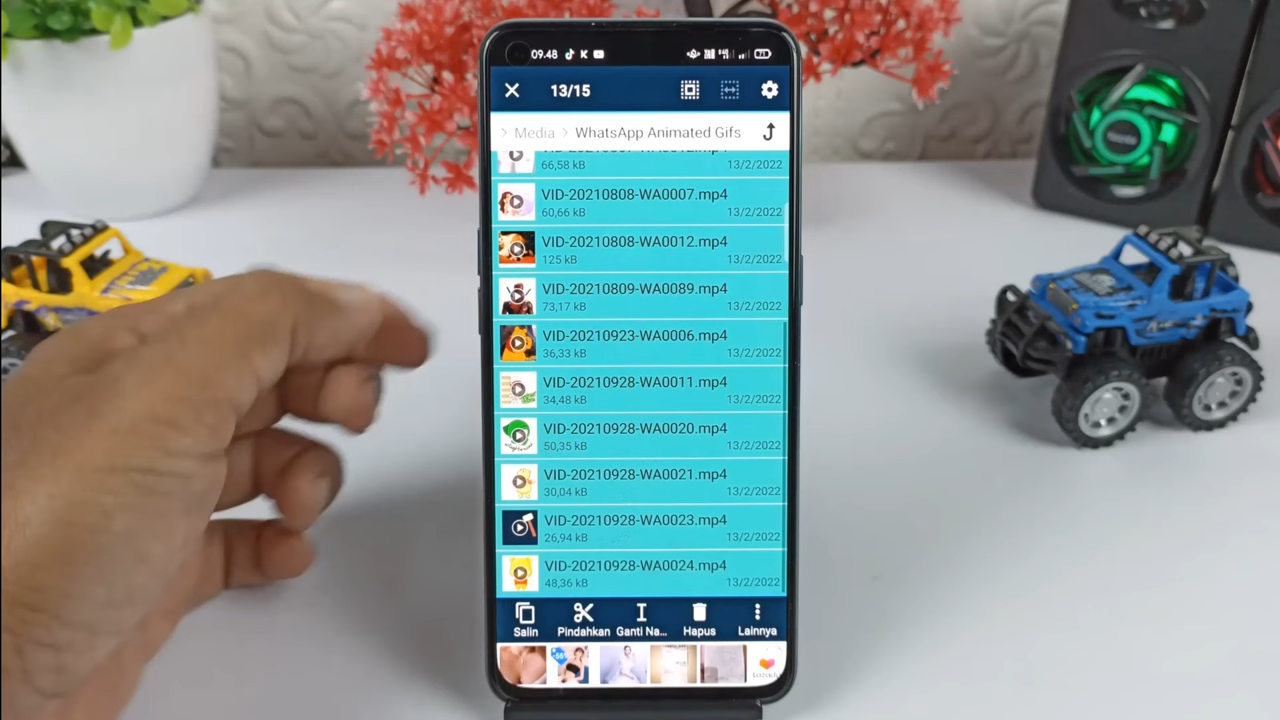 09.48
71
13/15
Media > WhatsApp Animated Gifs
66,58 kB 13/2/2022
VID-20210808-WA0007.mp4
60,66 kB 13/2/2022
VID-20210808-WA0012.mp4
125 kB 13/2/2022
VID-20210809-WA0089.mp4
73,17 kB 13/2/2022
VID-20210923-WA0006.mp4
36,33 kB 13/2/2022
VID-20210928-WA0011.mp4
34,48 kB 13/2/2022
VID-20210928-WA0020.mp4
50,35 kB 13/2/2022
VID-20210928-WA0021.mp4
30,04 kB 13/2/2022
VID-20210928-WA0023.mp4
26,94 kB 13/2/2022
VID-20210928-WA0024.mp4
48,36 kB 13/2/2022
Salin Pindahkan Ganti Na... Hapus Lainnya
Lazada